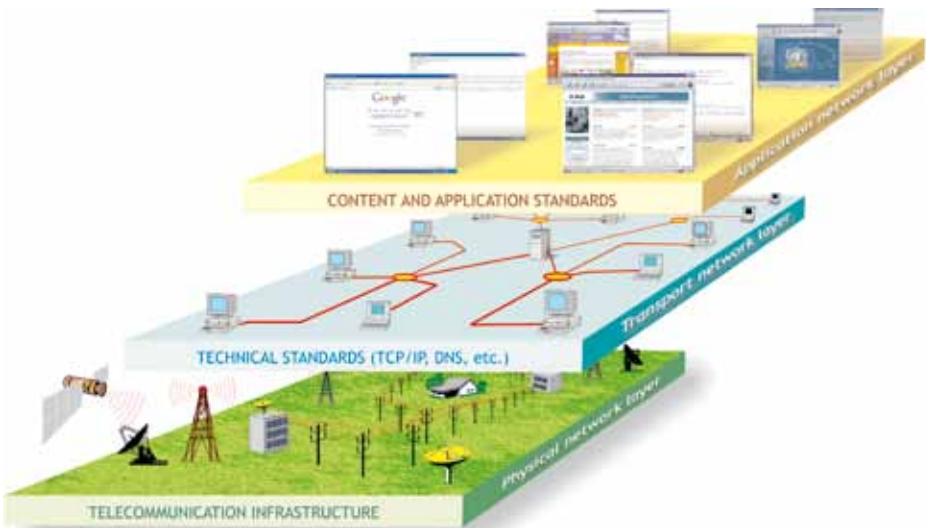 Google
CONTENT AND APPLICATION STANDARDS
Application network layer
TECHNICAL STANDARDS (TCP/IP, DNS, etc.)
Transport network layer
TELECOMMUNICATION INFRASTRUCTURE
Physical network layer